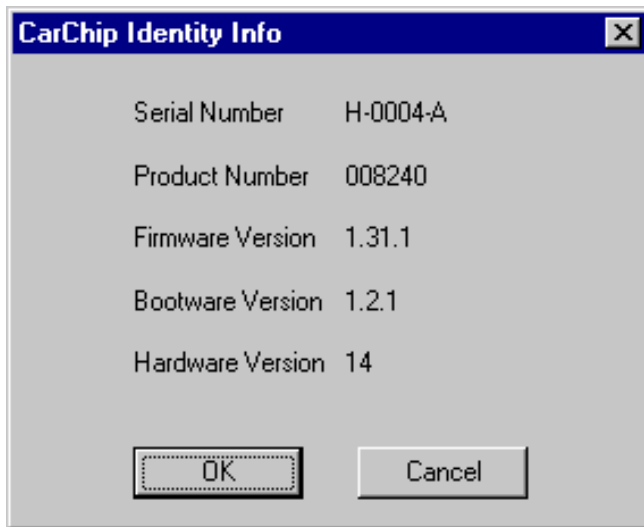 CarChip Identity Info
Serial Number H-0004-A
Product Number 008240
Firmware Version 1.31.1
Bootware Version 1.2.1
Hardware Version 14
OK Cancel